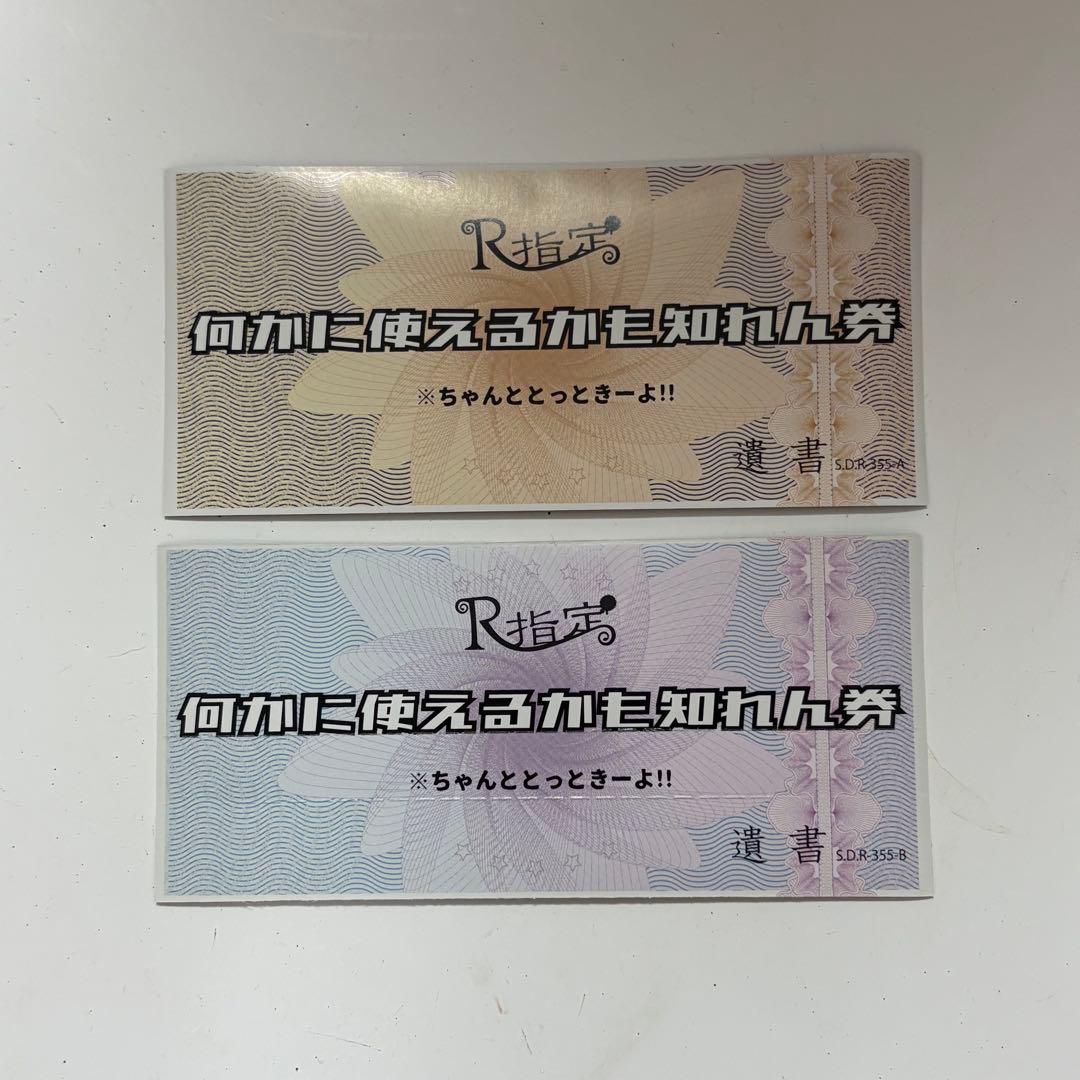 R指定
何かに使えるかも知れん券
※ちゃんととっときーよ!!
遺書 S.D.R-355-A
R指定
何かに使えるかも知れん券
※ちゃんととっときーよ!!
遺書 S.D.R-355-B